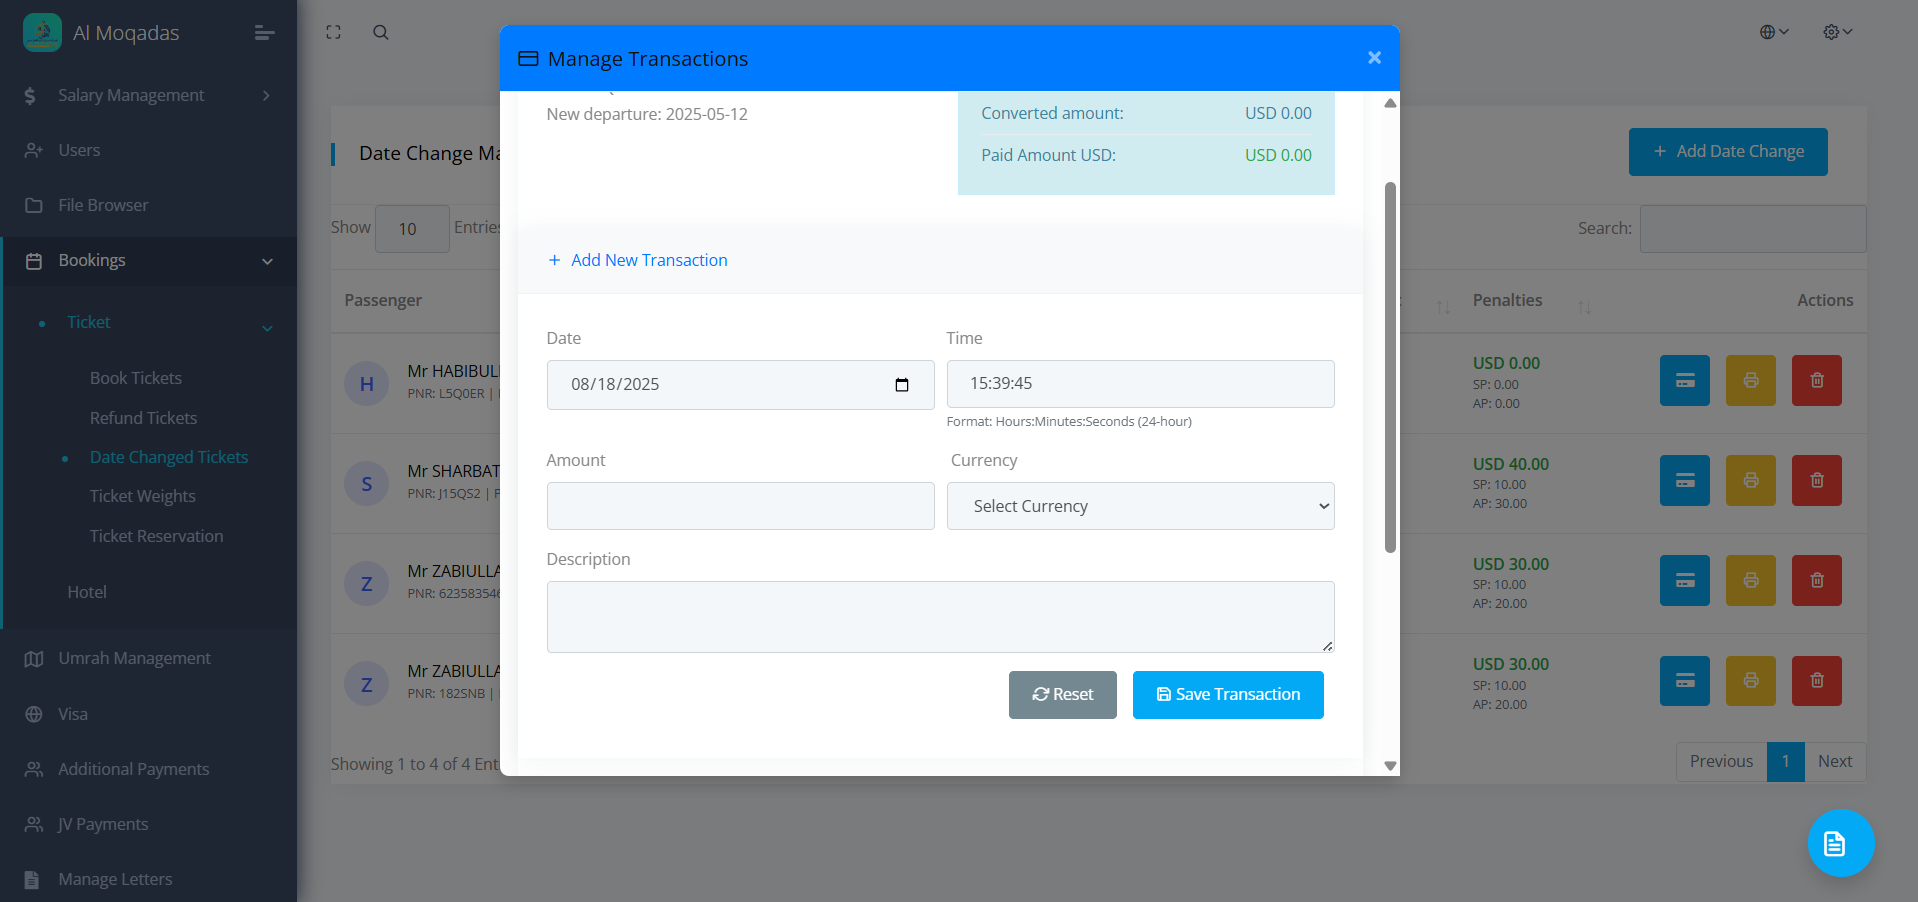 Al Moqadas
Salary Management
Users
File Browser
Bookings
Ticket
Book Tickets
Refund Tickets
Date Changed Tickets
Ticket Weights
Ticket Reservation
Hotel
Umrah Management
Visa
Additional Payments
JV Payments
Manage Letters
Date Change Ma
+ Add Date Change
Show 10 Entries
Search:
Passenger
Penalties
Actions
H
Mr HABIBUL
PNR: L5Q0ER |
USD 0.00
SP: 0.00
AP: 0.00
S
Mr SHARBAT
PNR: J15QS2 | P
USD 40.00
SP: 10.00
AP: 30.00
Z
Mr ZABIULLA
PNR: 623583546
USD 30.00
SP: 10.00
AP: 20.00
Z
Mr ZABIULLA
PNR: 182SNB |
USD 30.00
SP: 10.00
AP: 20.00
Showing 1 to 4 of 4 Ent
Previous 1 Next
Manage Transactions
×
New departure: 2025-05-12
Converted amount: USD 0.00
Paid Amount USD: USD 0.00
+ Add New Transaction
Date
08/18/2025
Time
15:39:45
Format: Hours:Minutes:Seconds (24-hour)
Amount
Currency
Select Currency
Description
Reset
Save Transaction